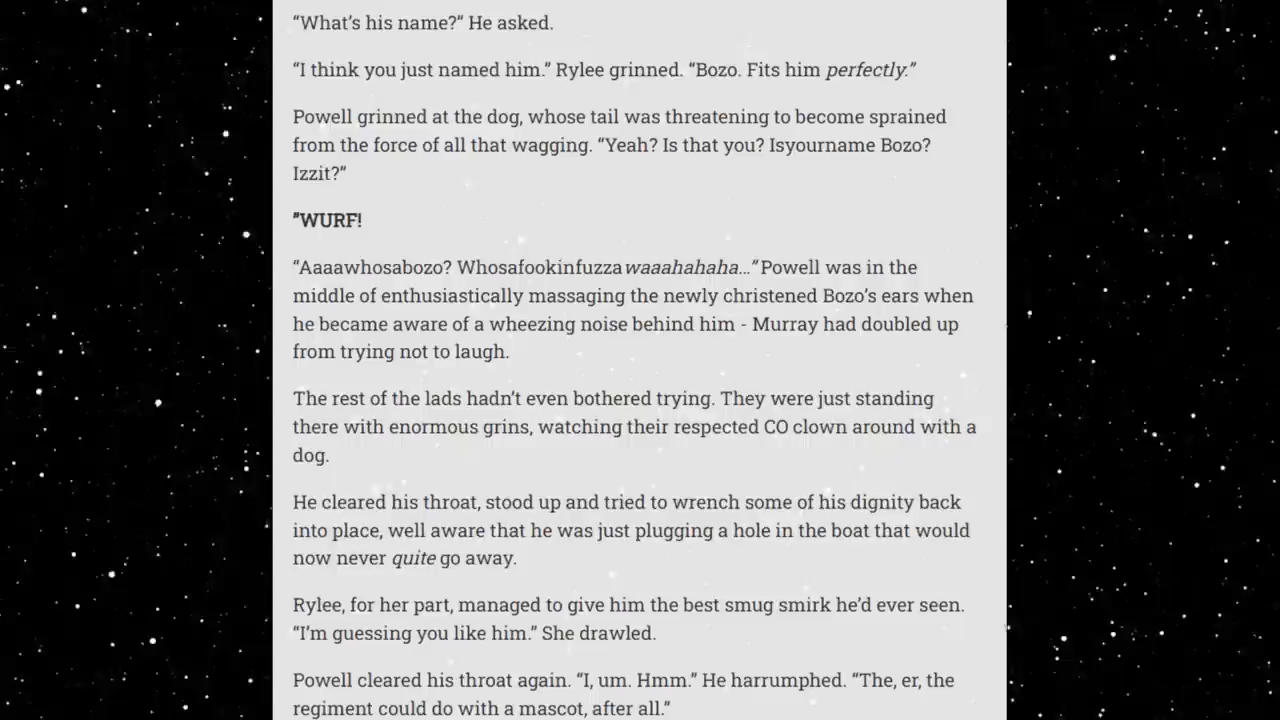 “What’s his name?“ He asked.
“I think you just named him.” Rylee grinned. “Bozo. Fits him perfectly.”
Powell grinned at the dog, whose tail was threatening to become sprained
from the force of all that wagging. “Yeah? Is that you? Isyourname Bozo?
Izzit?”
”WURF!
“Aaaawhosabozo? Whosafookinfuzzawaaahahaha…” Powell was in the
middle of enthusiastically massaging the newly christened Bozo’s ears when
he became aware of a wheezing noise behind him - Murray had doubled up
from trying not to laugh.
The rest of the lads hadn’t even bothered trying. They were just standing
there with enormous grins, watching their respected CO clown around with a
dog.
He cleared his throat, stood up and tried to wrench some of his dignity back
into place, well aware that he was just plugging a hole in the boat that would
now never quite go away.
Rylee, for her part, managed to give him the best smug smirk he’d ever seen.
“I’m guessing you like him.” She drawled.
Powell cleared his throat again. “I, um. Hmm.” He harrumphed. “The, er, the
regiment could do with a mascot, after all.”